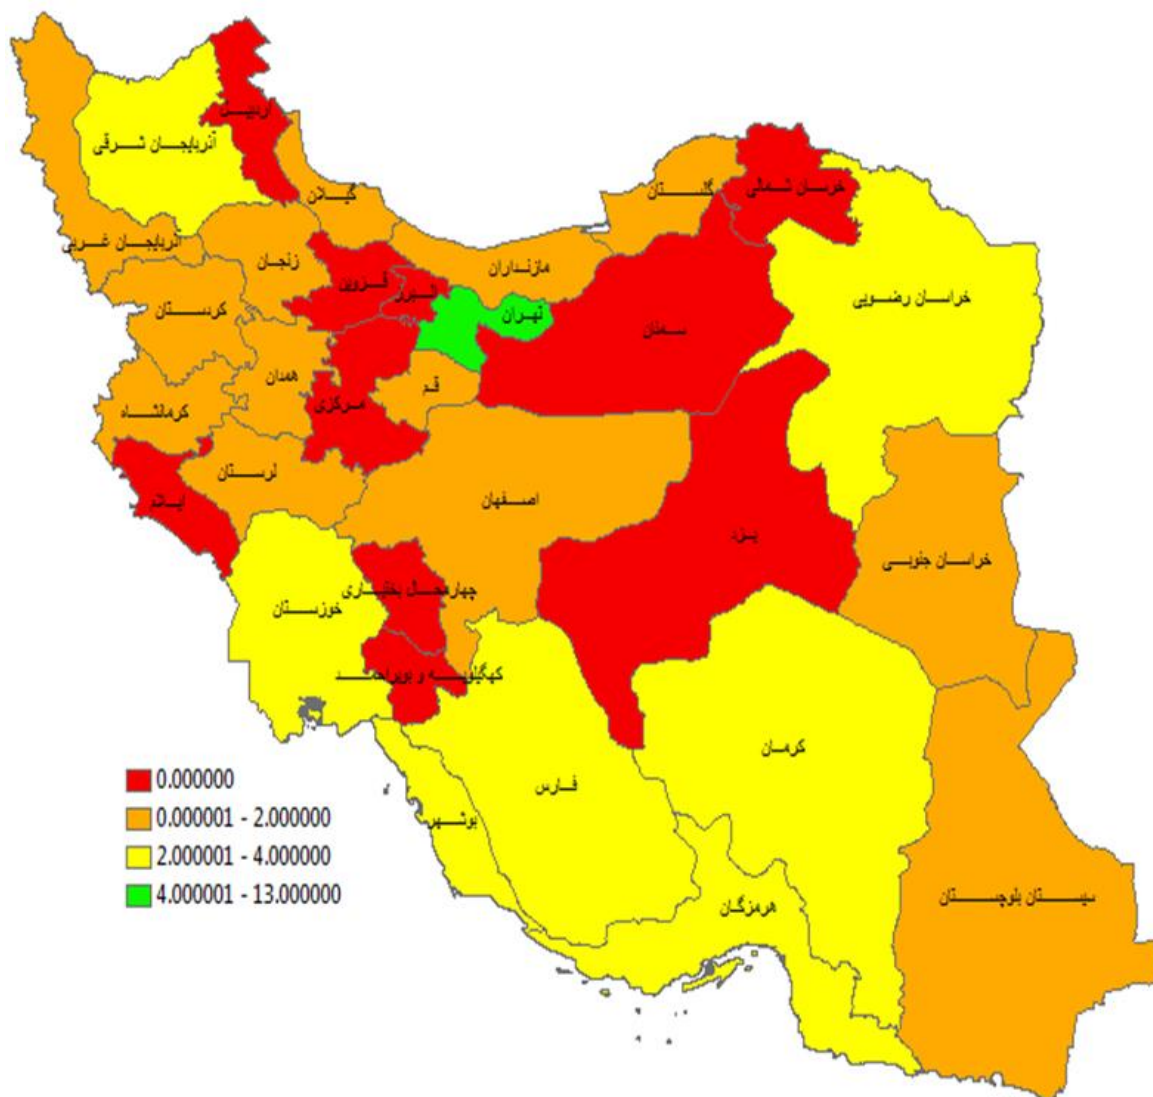 اردبیل
آذربایجان شرقی
گیلان
گلستان
خراسان شمالی
آذربایجان غربی
زنجان
مازنداران
قزوین
البرز
خراسان رضویی
کردستان
تهران
سمنان
همدان
قم
کرمانشاه
مرکزی
لرستان
ایلام
اصفهان
یزد
خراسان جنوبی
چهارمحال بختیاری
خوزستان
کهگیلویه و بویراحمد
کرمان
فارس
بوشهر
هرمزگان
سیستان بلوچستان
0.000000
0.000001 - 2.000000
2.000001 - 4.000000
4.000001 - 13.000000